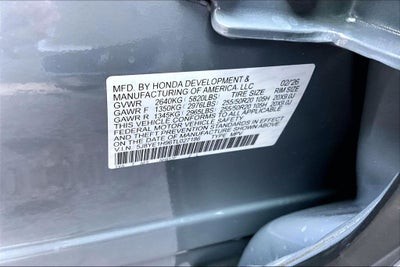 MFD. BY HONDA DEVELOPMENT & 02/26
MANUFACTURING OF AMERICA, LLC.
GVWR 2640KG : 5820LBS TIRE SIZE RIM SIZE
GAWR F 1350KG : 2976LBS 255/50R20 105H 20X9.0J
GAWR R 1345KG : 2965LBS 255/50R20 105H 20X9.0J
THIS VEHICLE CONFORMS TO ALL APPLICABLE
FEDERAL MOTOR VEHICLE SAFETY, BUMPER,
AND THEFT PREVENTION STANDARDS IN EFFECT
ON THE DATE OF MANUFACTURE SHOWN ABOVE.
V.I.N.: TYPE: MPV